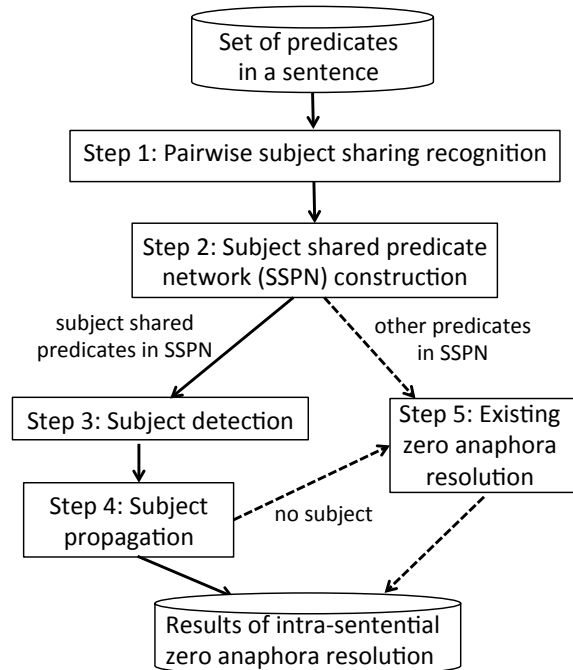 Set of predicates
in a sentence
Step 1: Pairwise subject sharing recognition
Step 2: Subject shared predicate
network (SSPN) construction
subject shared
predicates in SSPN
other predicates
in SSPN
Step 3: Subject detection
Step 5: Existing
zero anaphora
resolution
Step 4: Subject
propagation
no subject
Results of intra-sentential
zero anaphora resolution